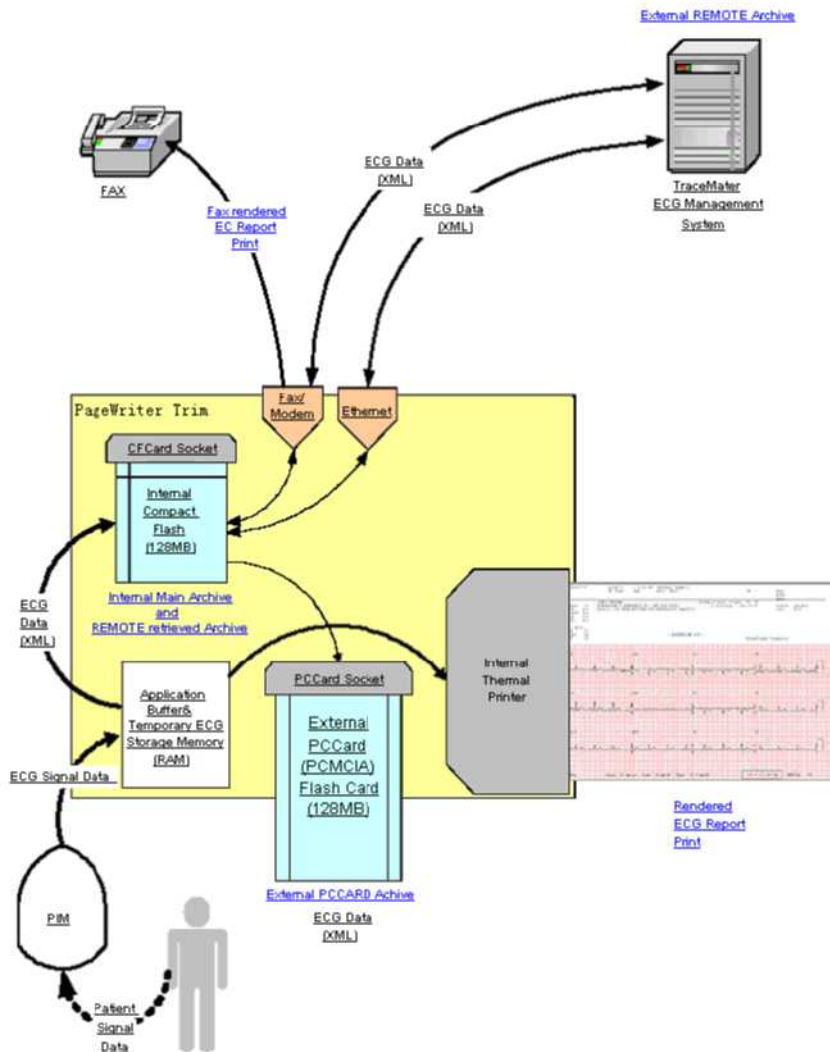 External REMOTE Archive
FAX
Fax rendered
EC Report
Print
ECG Data
(XML)
ECG Data
(XML)
TraceMater
ECG Management
System
PageWriter Trim
Fax/
Modem
Ethernet
CFCard Socket
Internal
Compact
Flash
(128MB)
Internal Main Archive
and
REMOTE retrieved Archive
ECG
Data
(XML)
Application
Buffer&
Temporary ECG
Storage Memory
(RAM)
PCCard Socket
External
PCCard
(PCMCIA)
Flash Card
(128MB)
Internal
Thermal
Printer
ECG Signal Data
Rendered
ECG Report
Print
External PCCARD Achive
ECG Data
(XML)
PIM
Patient
Signal
Data